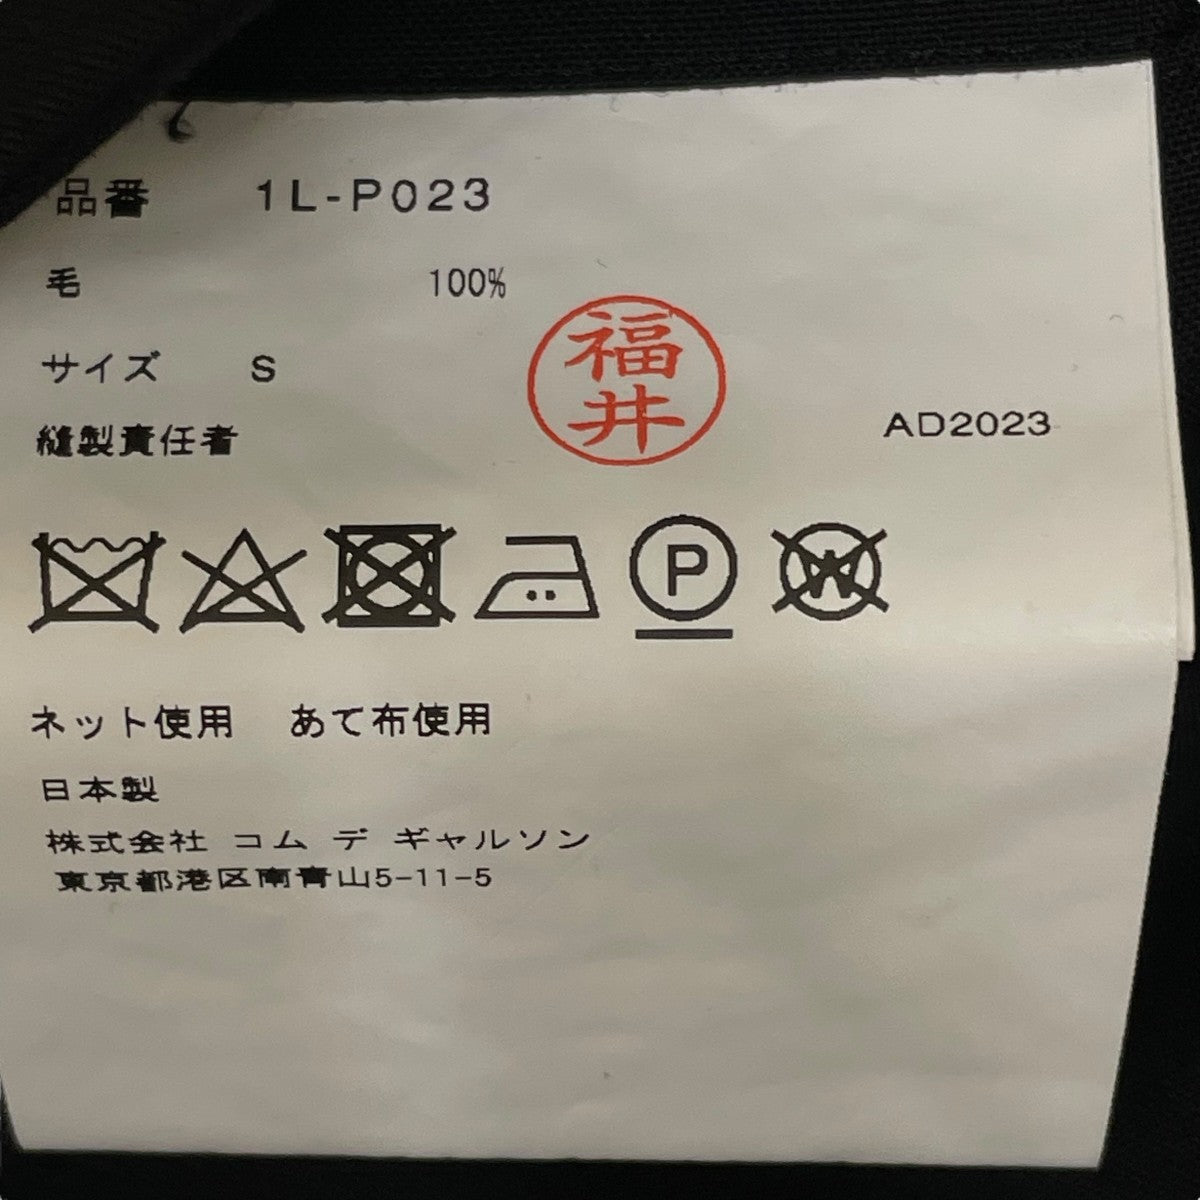 品番 1L-P023
毛 100%
サイズ S
縫製責任者 福井 AD2023
P W
ネット使用 あて布使用
日本製
株式会社 コム デ ギャルソン
東京都港区南青山5-11-5